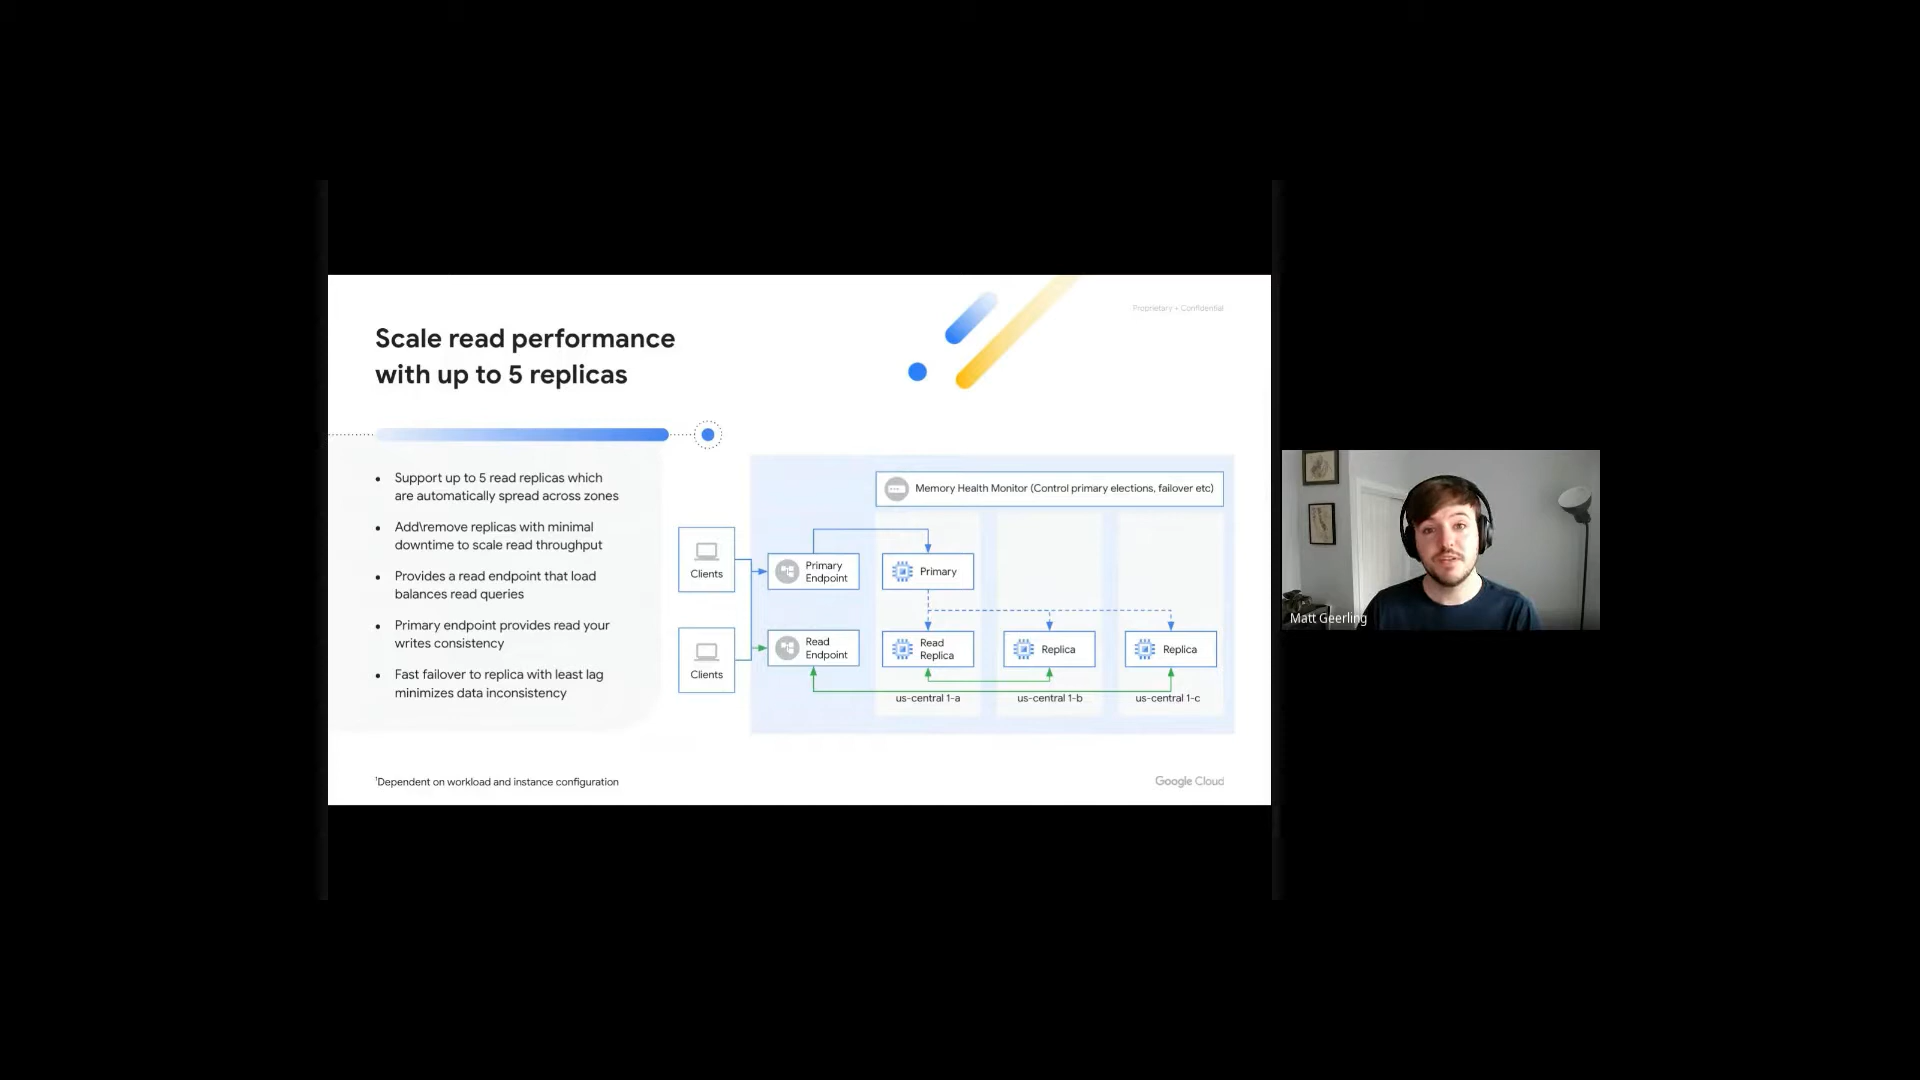 Proprietary + Confidential
Scale read performance
with up to 5 replicas
• Support up to 5 read replicas which
are automatically spread across zones
• Add\remove replicas with minimal
downtime to scale read throughput
• Provides a read endpoint that load
balances read queries
• Primary endpoint provides read your
writes consistency
• Fast failover to replica with least lag
minimizes data inconsistency
Memory Health Monitor (Control primary elections, failover etc)
Clients
Primary
Endpoint
Primary
Clients
Read
Endpoint
Read
Replica
Replica
Replica
us-central 1-a
us-central 1-b
us-central 1-c
¹Dependent on workload and instance configuration
Google Cloud
Matt Geerling